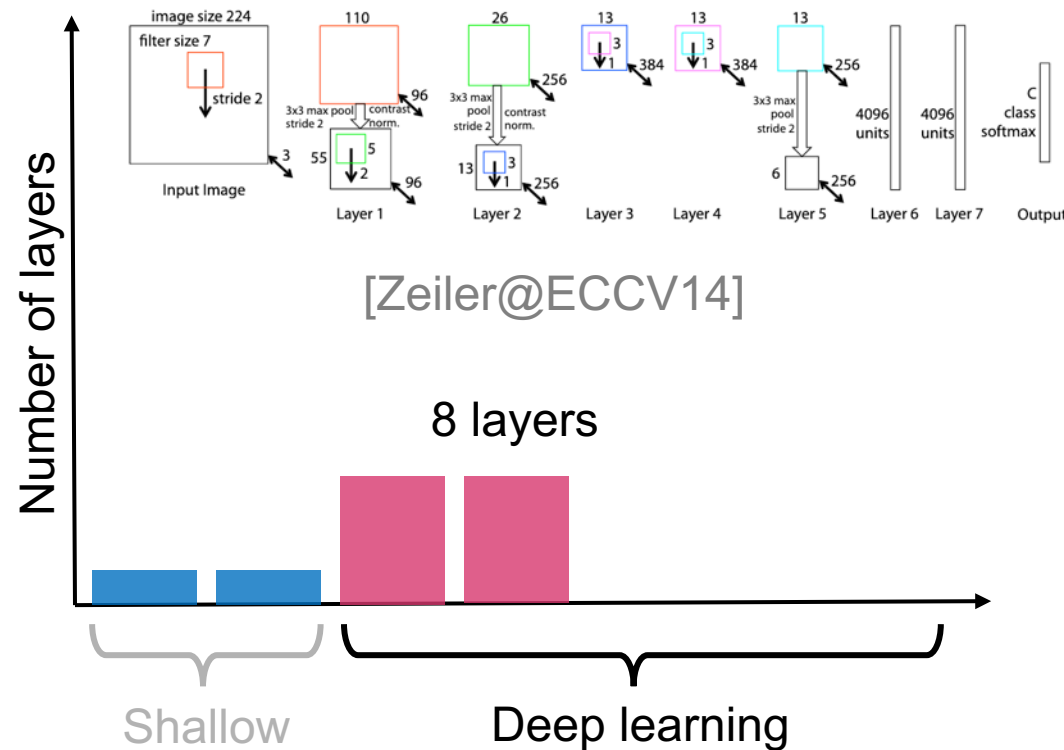 image size 224
filter size 7
stride 2
3
Input Image
110
96
3x3 max pool
stride 2
contrast
norm.
55
5
2
96
Layer 1
26
256
3x3 max
pool
stride 2
contrast
norm.
13
3
1
256
Layer 2
13
3
1
384
Layer 3
13
3
1
384
Layer 4
13
256
3x3 max
pool
stride 2
6
256
Layer 5
4096
units
Layer 6
4096
units
Layer 7
C
class
softmax
Output
Number of layers
[Zeiler@ECCV14]
8 layers
Shallow
Deep learning